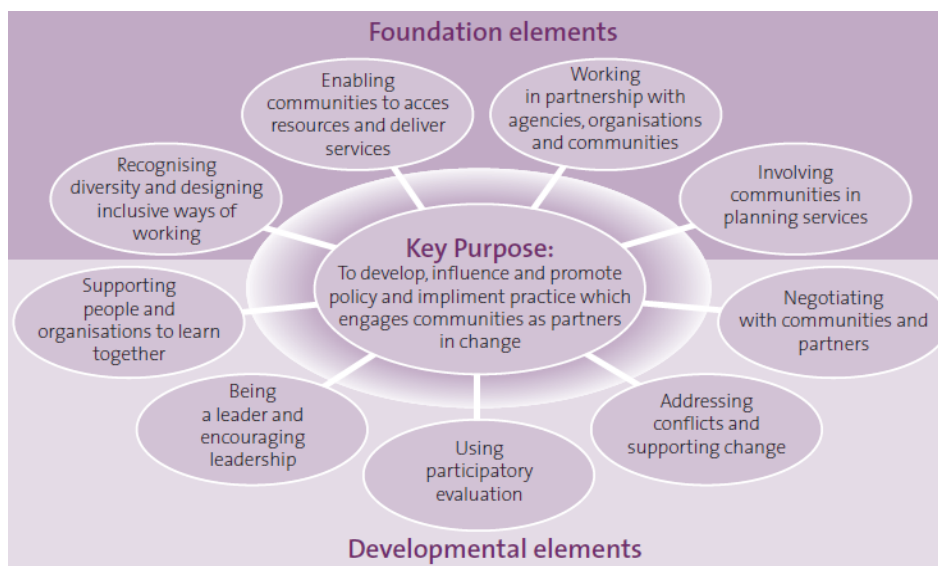 Foundation elements
Enabling
communities to acces
resources and deliver
services
Working
in partnership with
agencies, organisations
and communities
Recognising
diversity and designing
inclusive ways of
working
Involving
communities in
planning services
Key Purpose:
To develop, influence and promote
policy and impliment practice which
engages communities as partners
in change
Supporting
people and
organisations to learn
together
Negotiating
with communities and
partners
Being
a leader and
encouraging
leadership
Addressing
conflicts and
supporting change
Using
participatory
evaluation
Developmental elements